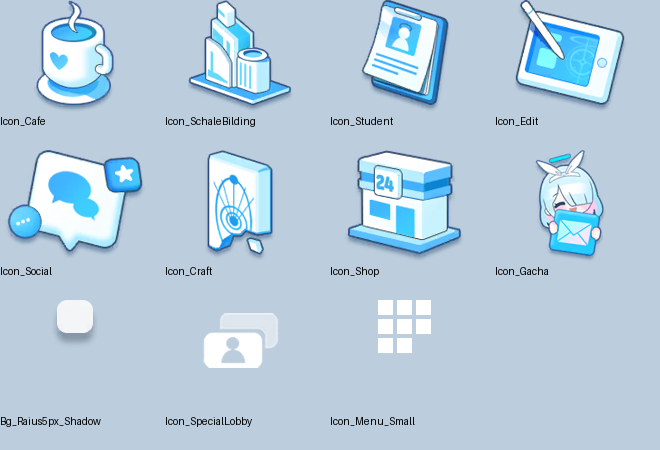 Icon_Cafe
Icon_SchaleBilding
Icon_Student
Icon_Edit
24
Icon_Social
Icon_Craft
Icon_Shop
Icon_Gacha
Bg_Raius5px_Shadow
Icon_SpecialLobby
Icon_Menu_Small